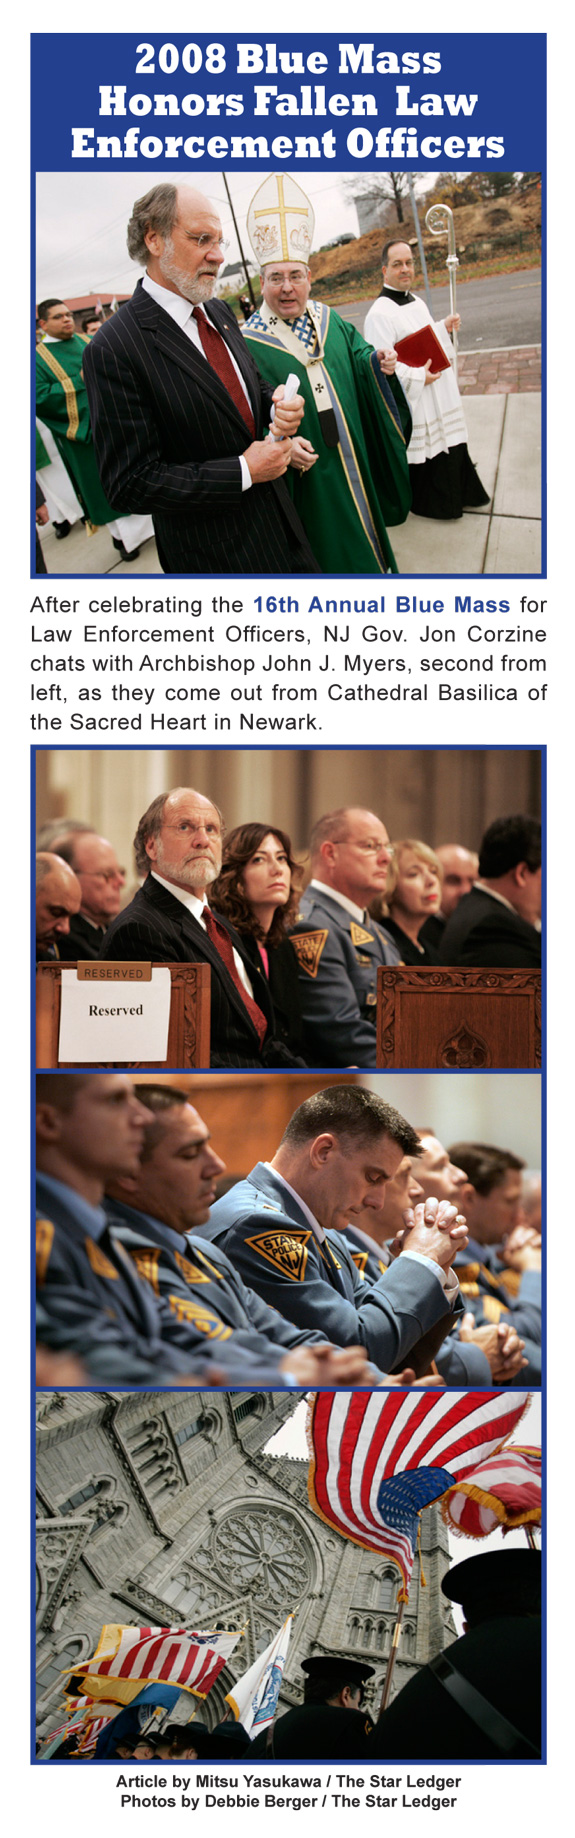 2008 Blue Mass
Honors Fallen Law
Enforcement Officers
After celebrating the 16th Annual Blue Mass for
Law Enforcement Officers, NJ Gov. Jon Corzine
chats with Archbishop John J. Myers, second from
left, as they come out from Cathedral Basilica of
the Sacred Heart in Newark.
RESERVED
Reserved
STATE
POLICE
NJ
Article by Mitsu Yasukawa / The Star Ledger
Photos by Debbie Berger / The Star Ledger